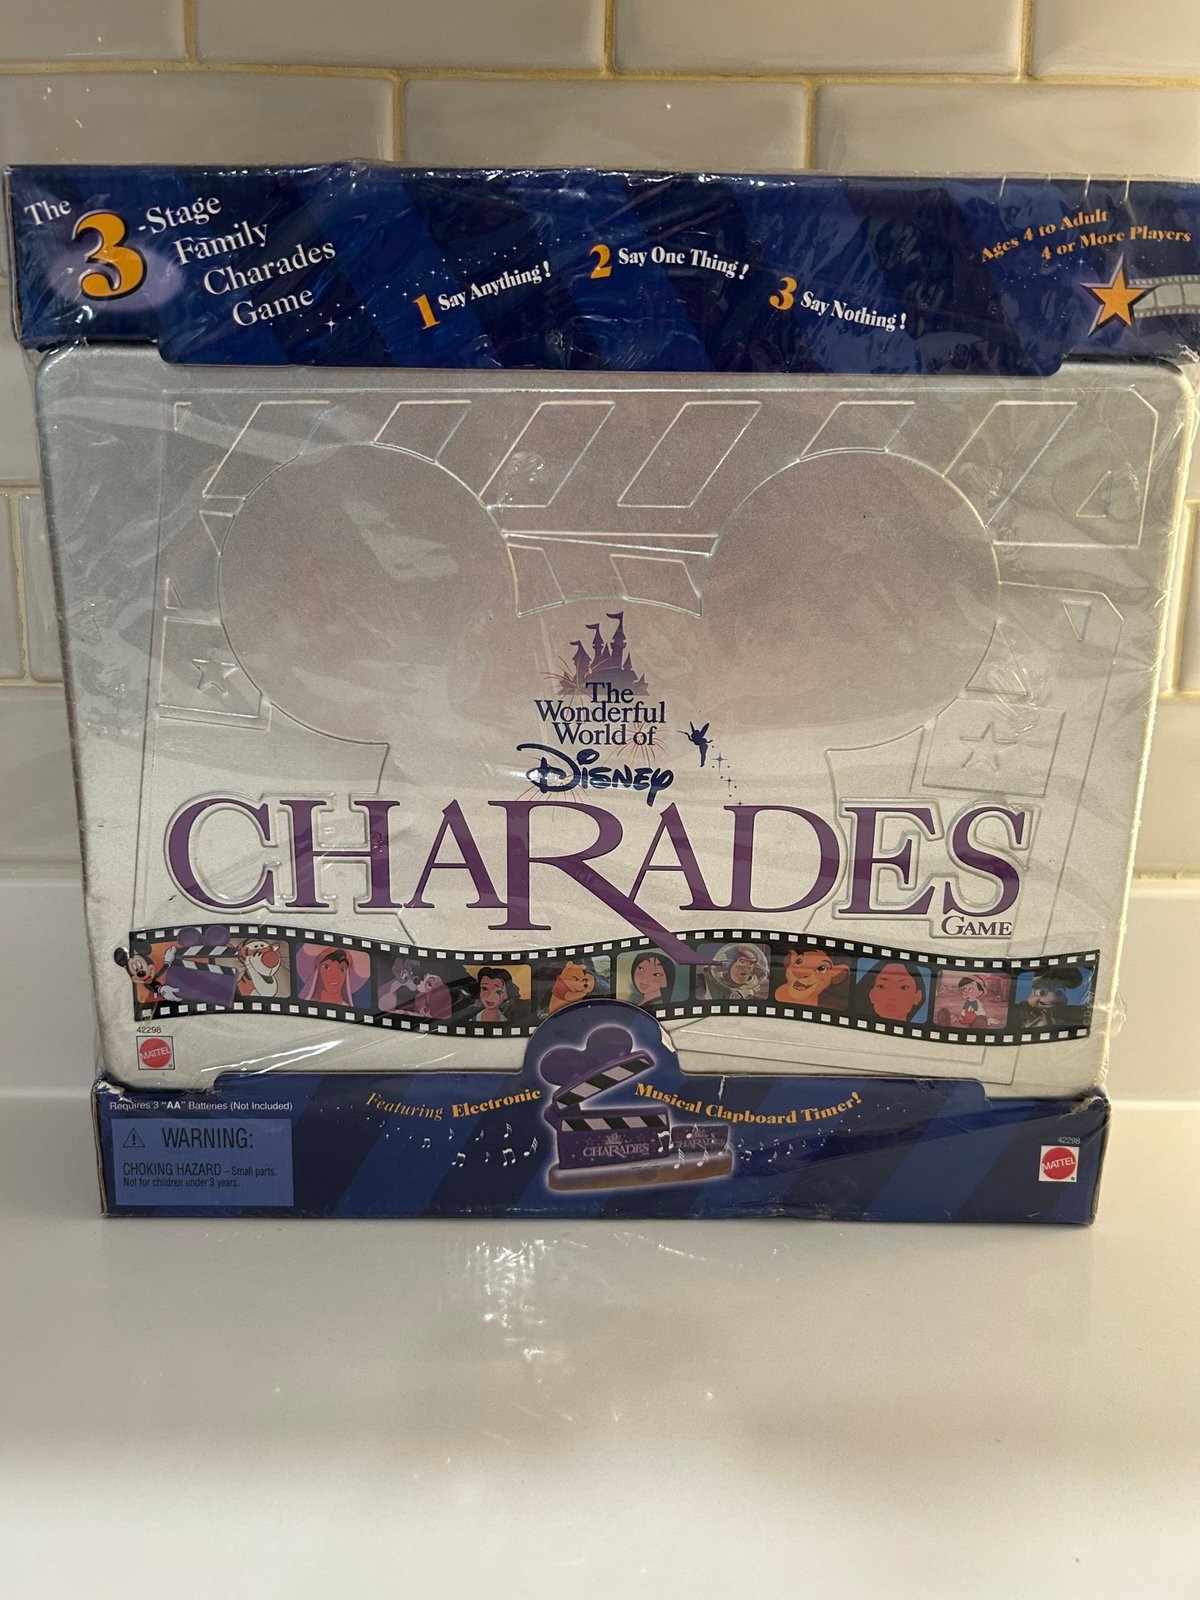 The
3-Stage
Family
Charades
Game
1 Say Anything!
2 Say One Thing!
3 Say Nothing!
Ages 4 to Adult
4 or More Players
The
Wonderful
World of
Disney
CHARADES
GAME
42298
MATTEL
Requires 3 "AA" Batteries (Not Included)
WARNING:
CHOKING HAZARD – Small parts.
Not for children under 3 years.
Featuring Electronic
Musical Clapboard Timer!
CHARADES
CHARADES
42298
MATTEL